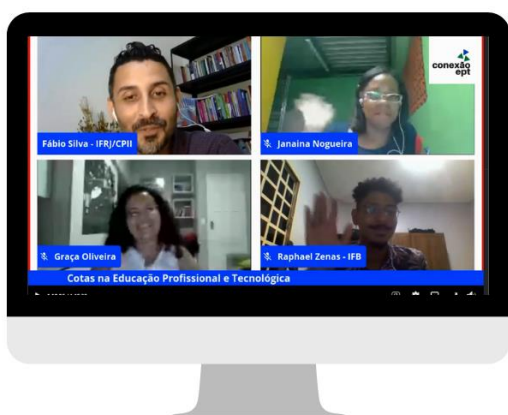 conexão
ept
Fábio Silva - IFRJ/CPII
Janaina Nogueira
Graça Oliveira
Raphael Zenas - IFB
Cotas na Educação Profissional e Tecnológica